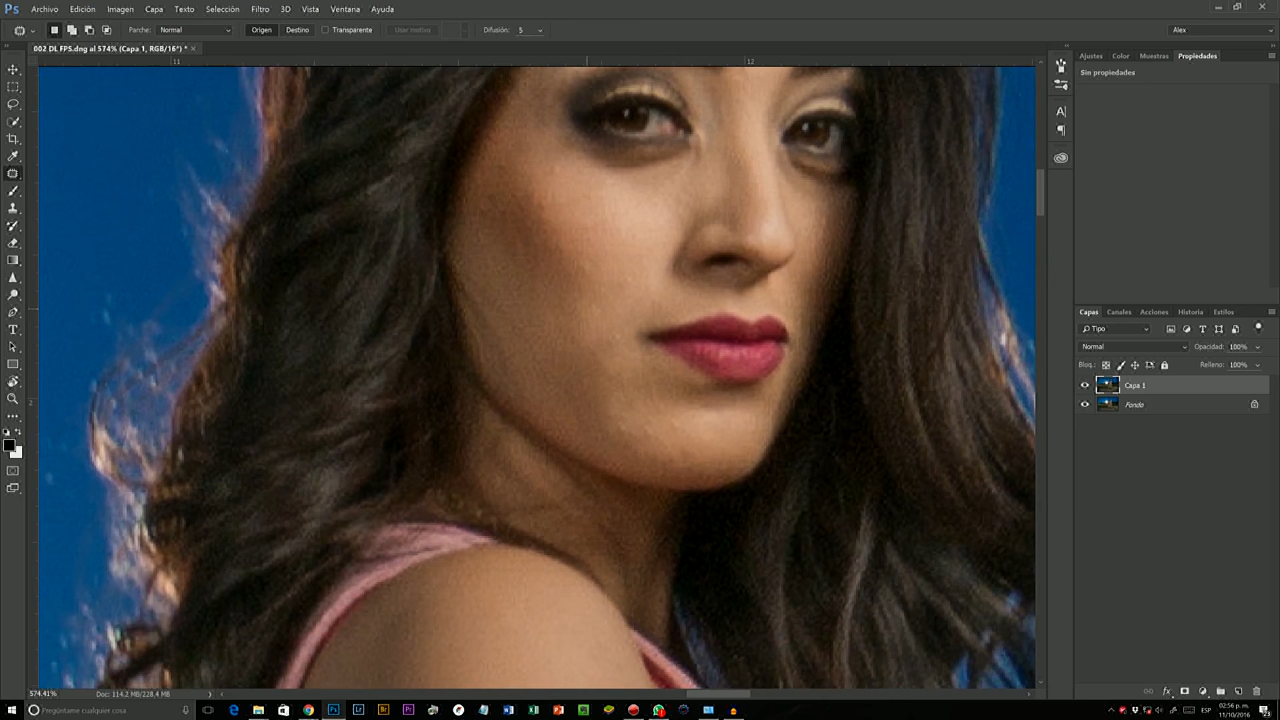 Ps Archivo Edición Imagen Capa Texto Selección Filtro 3D Vista Ventana Ayuda
Parche: Normal Origen Destino Transparente Usar motivo Difusión: 5 Alex
002 DL FPS.dng al 574% (Capa 1, RGB/16*) *
11 12
2
Ajustes Color Muestras Propiedades
Sin propiedades
Capas Canales Acciones Historia Estilos
Tipo
Normal Opacidad: 100%
Bloq.: Relleno: 100%
Capa 1
Fondo
574.41% Doc: 114.2 MB/228.4 MB
Pregúntame cualquier cosa
ESP
02:56 p. m.
11/10/2016